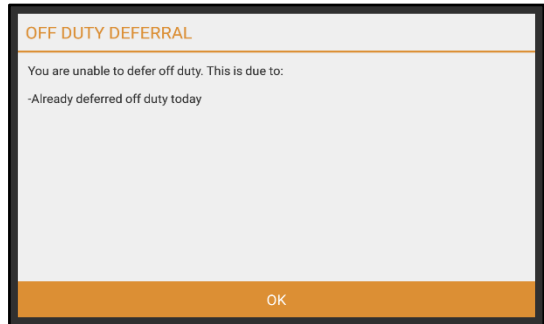 OFF DUTY DEFERRAL
You are unable to defer off duty. This is due to:
-Already deferred off duty today
OK